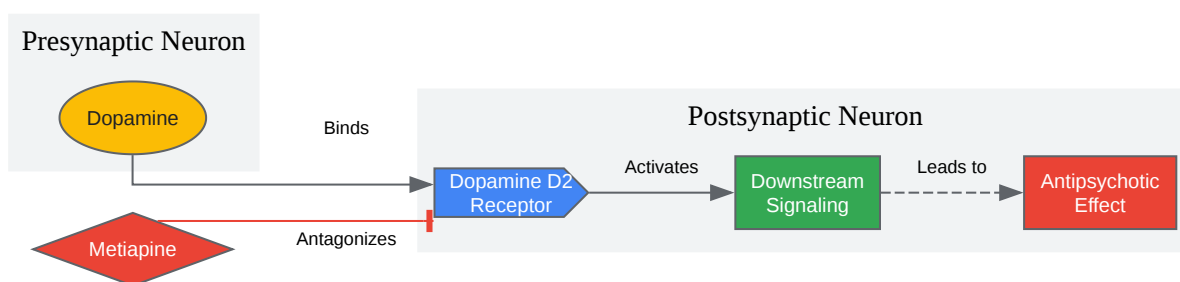 Presynaptic Neuron
Dopamine
Binds
Metiapine
Antagonizes
Postsynaptic Neuron
Dopamine D2
Receptor
Activates
Downstream
Signaling
Leads to
Antipsychotic
Effect